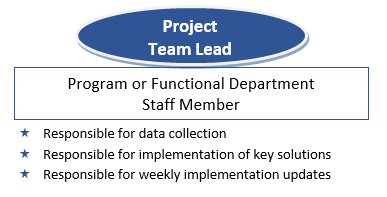 Project
Team Lead
Program or Functional Department
Staff Member
Responsible for data collection
Responsible for implementation of key solutions
Responsible for weekly implementation updates